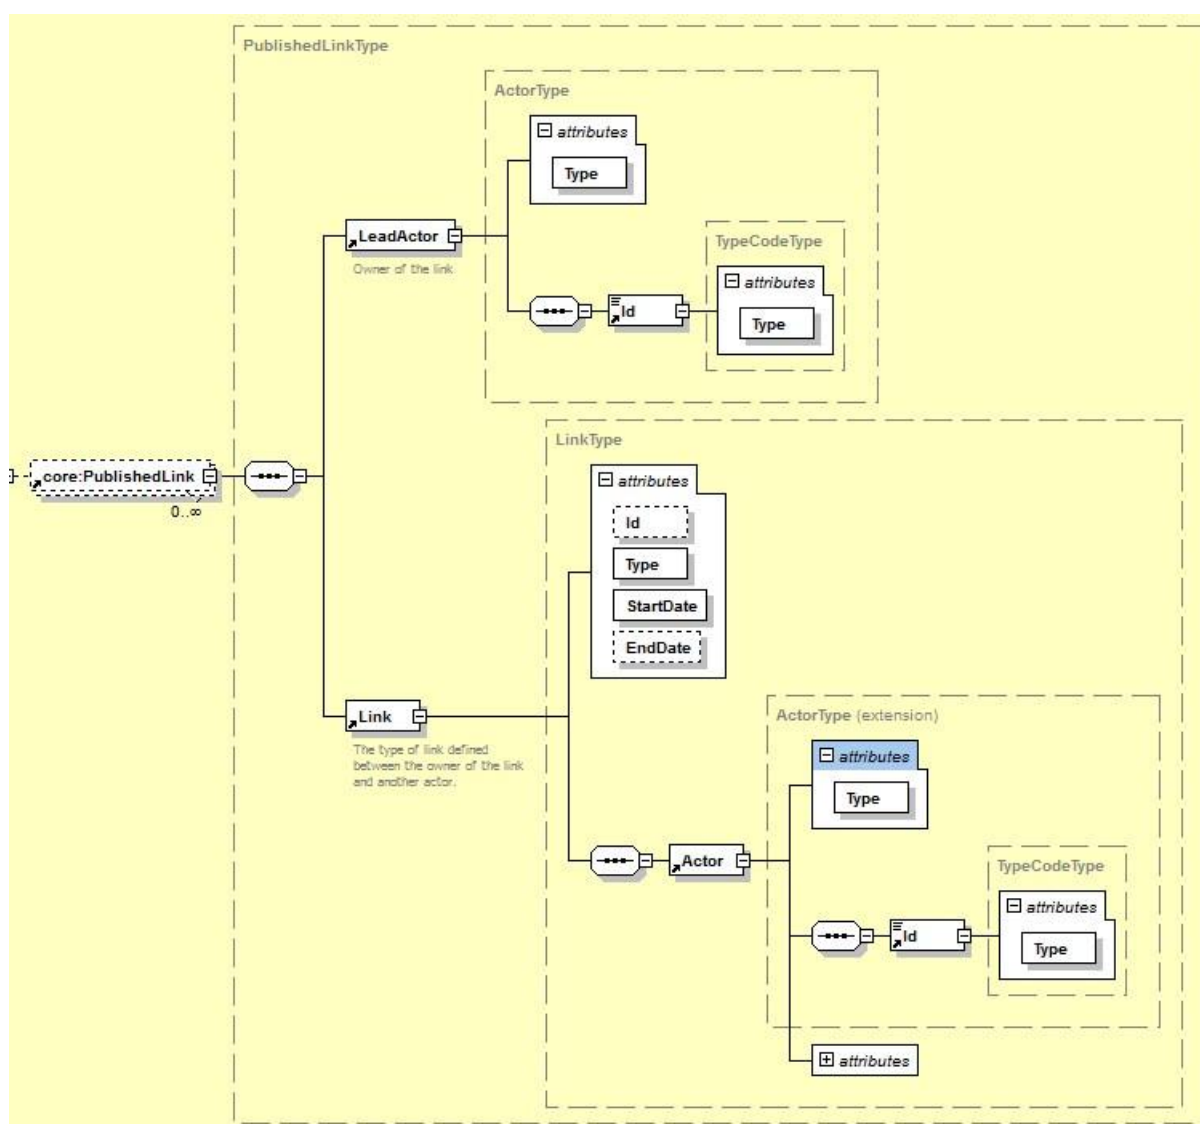 PublishedLinkType
ActorType
attributes
Type
LeadActor
Owner of the link
TypeCodeType
attributes
Id
Type
LinkType
core:PublishedLink
0..∞
attributes
Id
Type
StartDate
EndDate
Link
The type of link defined
between the owner of the link
and another actor.
ActorType (extension)
attributes
Type
Actor
TypeCodeType
attributes
Id
Type
attributes